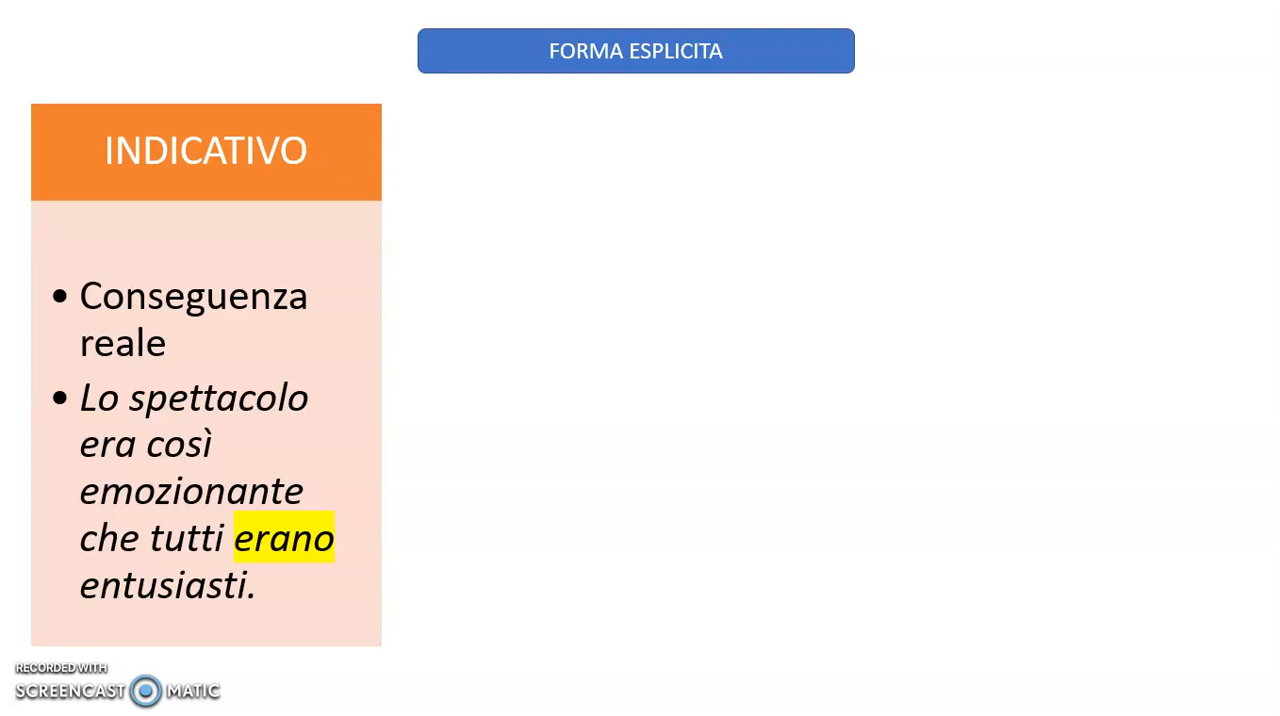 FORMA ESPLICITA
INDICATIVO
• Conseguenza
reale
• Lo spettacolo
era così
emozionante
che tutti erano
entusiasti.
RECORDED WITH
SCREENCAST MATIC